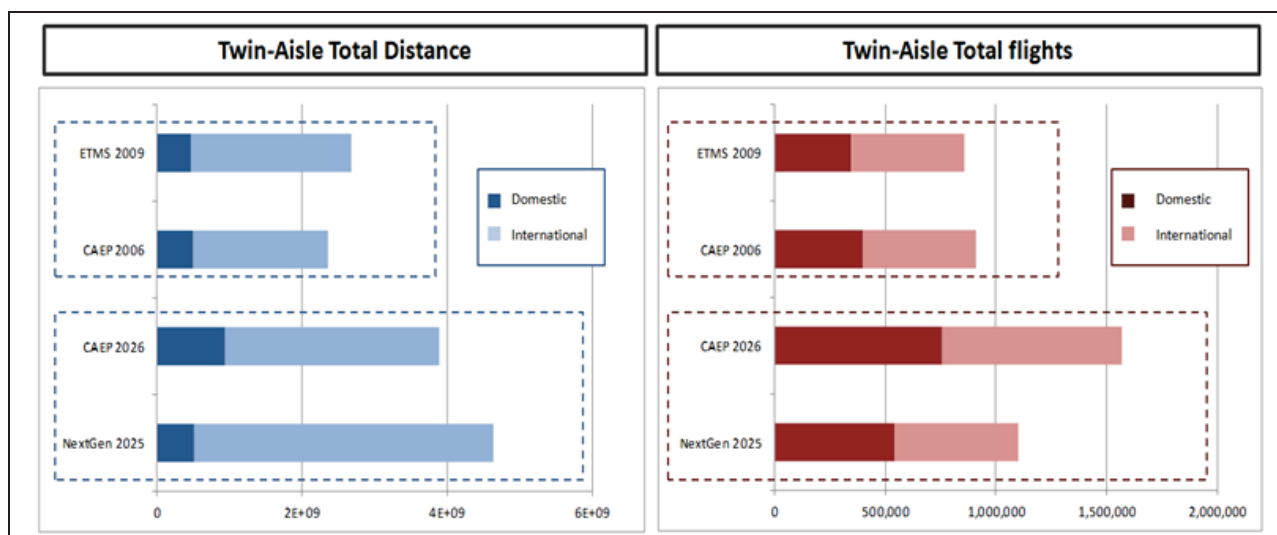 Twin-Aisle Total Distance
ETMS 2009
CAEP 2006
CAEP 2026
NextGen 2025
Domestic
International
0
2E+09
4E+09
6E+09
Twin-Aisle Total flights
ETMS 2009
CAEP 2006
CAEP 2026
NextGen 2025
Domestic
International
0
500,000
1,000,000
1,500,000
2,000,000